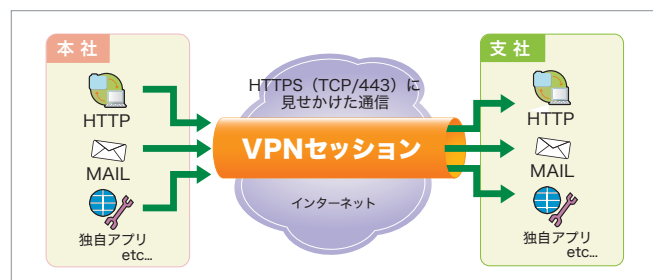 本 社
HTTP
MAIL
独自アプリ
etc...
HTTPS（TCP/443）に
見せかけた通信
VPNセッション
インターネット
支 社
HTTP
MAIL
独自アプリ
etc...